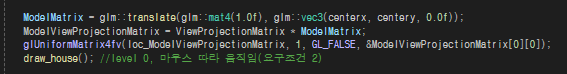 ModelMatrix = glm::translate(glm::mat4(1.0f), glm::vec3(centerx, centery, 0.0f));
ModelViewProjectionMatrix = ViewProjectionMatrix * ModelMatrix;
glUniformMatrix4fv(loc_ModelViewProjectionMatrix, 1, GL_FALSE, &ModelViewProjectionMatrix[0][0]);
draw_house(); //level 0, 마우스 따라 움직임(요구조건 2)